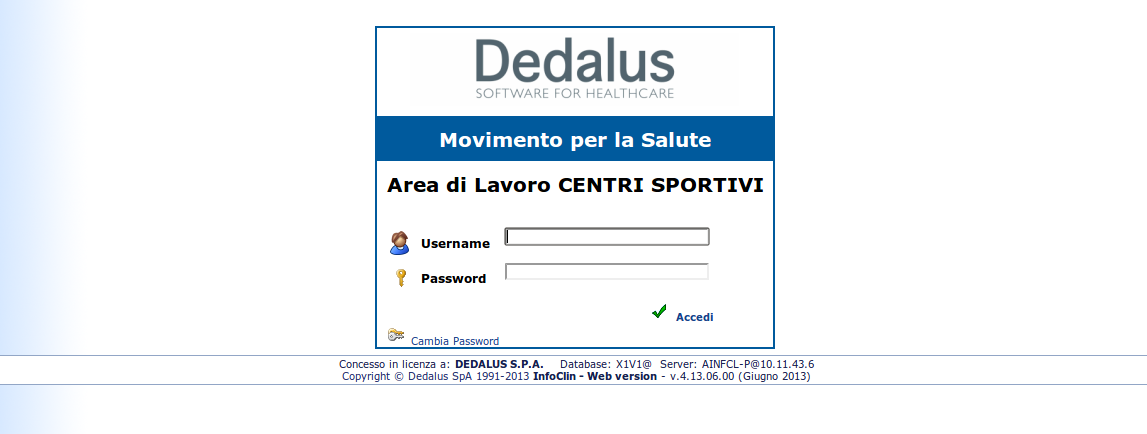 Dedalus
SOFTWARE FOR HEALTHCARE
Movimento per la Salute
Area di Lavoro CENTRI SPORTIVI
Username
Password
Accedi
Cambia Password
Concesso in licenza a: DEDALUS S.P.A. Database: X1V1@ Server: AINFCL-P@10.11.43.6
Copyright © Dedalus SpA 1991-2013 InfoClin - Web version - v.4.13.06.00 (Giugno 2013)